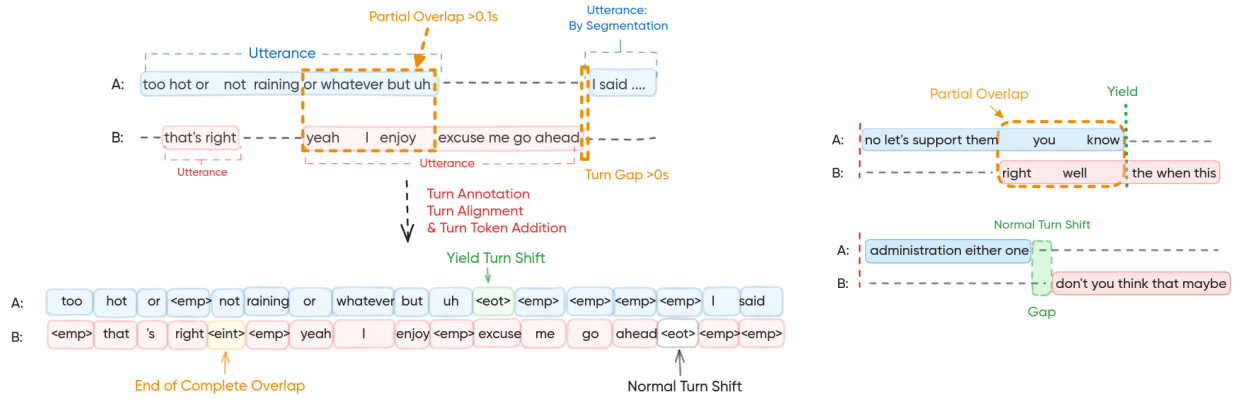 Partial Overlap >0.1s
Utterance:
By Segmentation
Utterance
A: too hot or not raining or whatever but uh I said ....
B: that's right yeah I enjoy excuse me go ahead
Utterance
Utterance
Turn Gap >0s
Turn Annotation
Turn Alignment
& Turn Token Addition
Yield Turn Shift
A: too hot or <emp> not raining or whatever but uh <eot> <emp> <emp> <emp> <emp> I said
B: <emp> that 's right <eint> <emp> yeah I enjoy <emp> excuse me go ahead <eot> <emp> <emp>
End of Complete Overlap
Normal Turn Shift
Partial Overlap
Yield
A: no let's support them you know
B: right well the when this
Normal Turn Shift
A: administration either one
B: don't you think that maybe
Gap